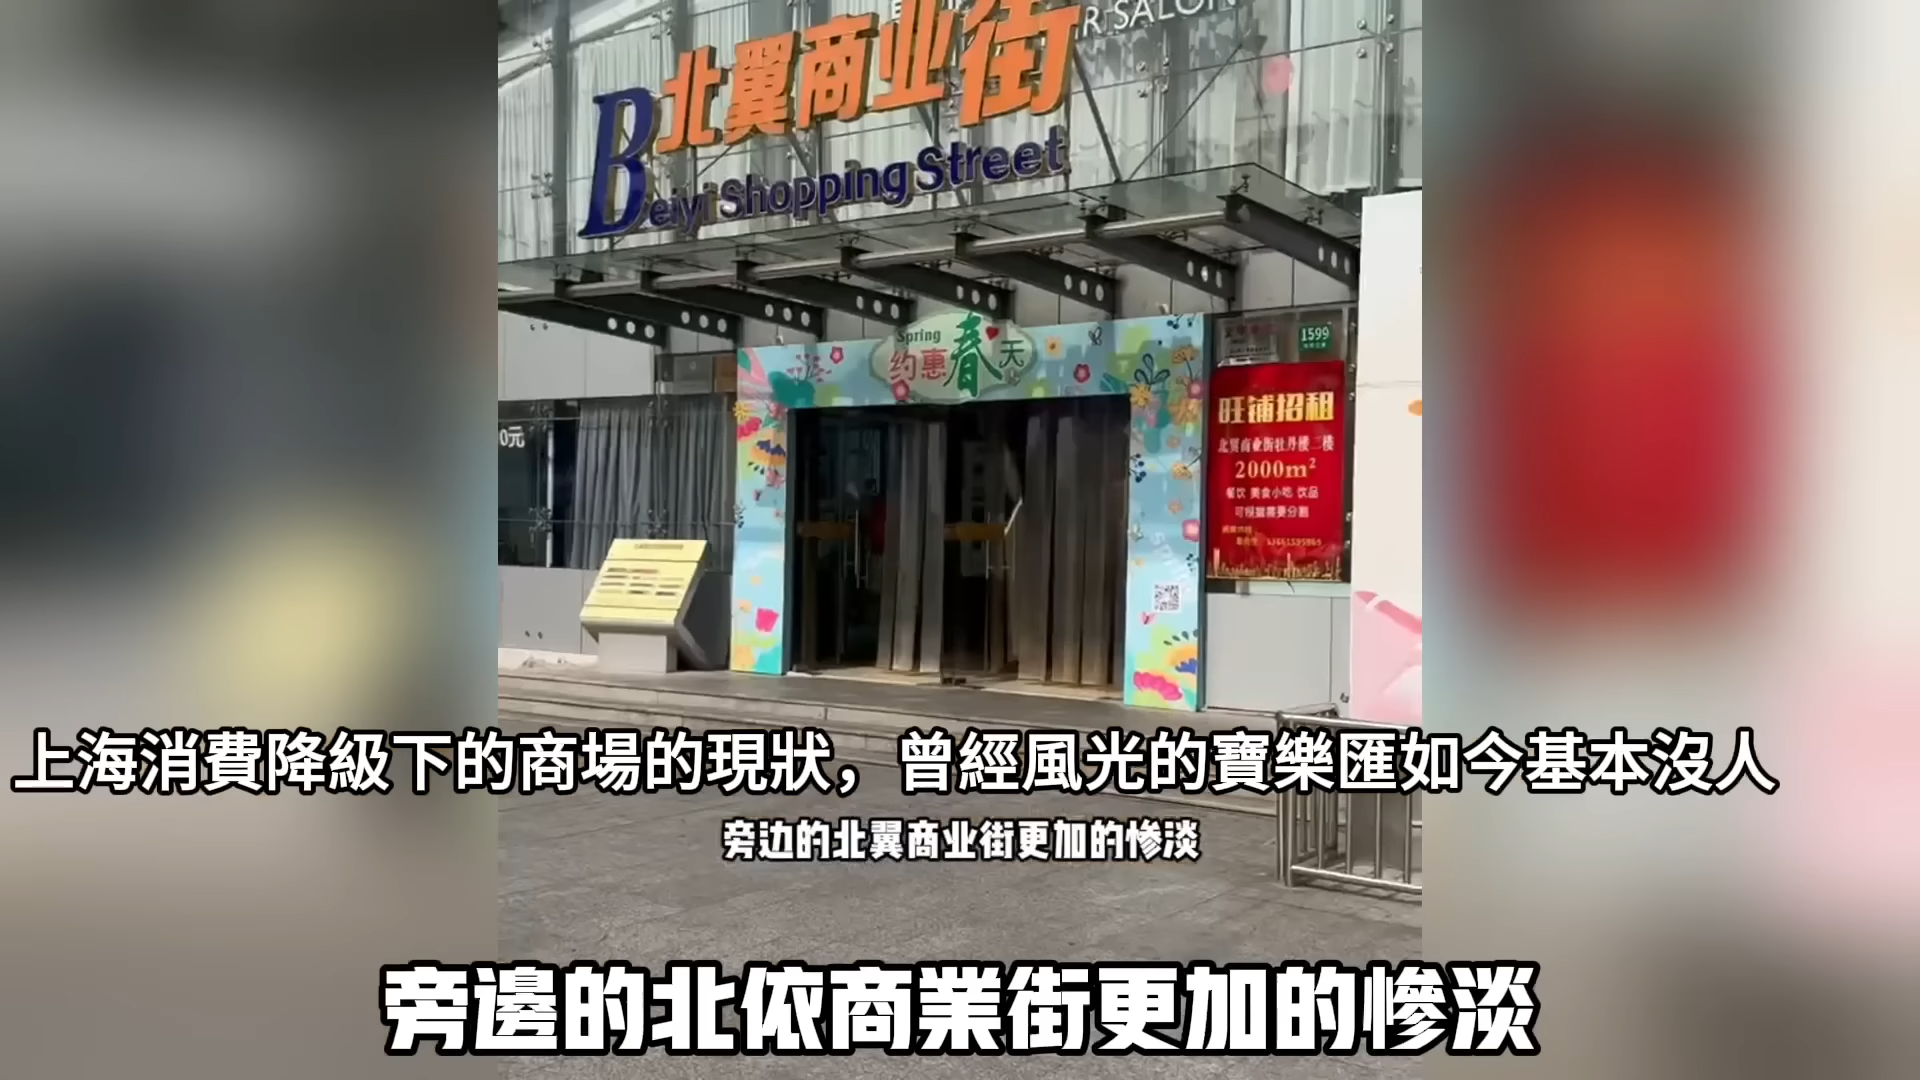 R SALON
北翼商业街
Beiyi Shopping Street
Spring
约惠春天
1599
旺铺招租
北翼商业街牡丹楼二楼
2000m²
餐饮 美食小吃 饮品
可根据需要分割
0元
上海消費降級下的商場的現狀，曾經風光的寶樂匯如今基本沒人
旁边的北翼商业街更加的惨淡
旁邊的北依商業街更加的慘淡